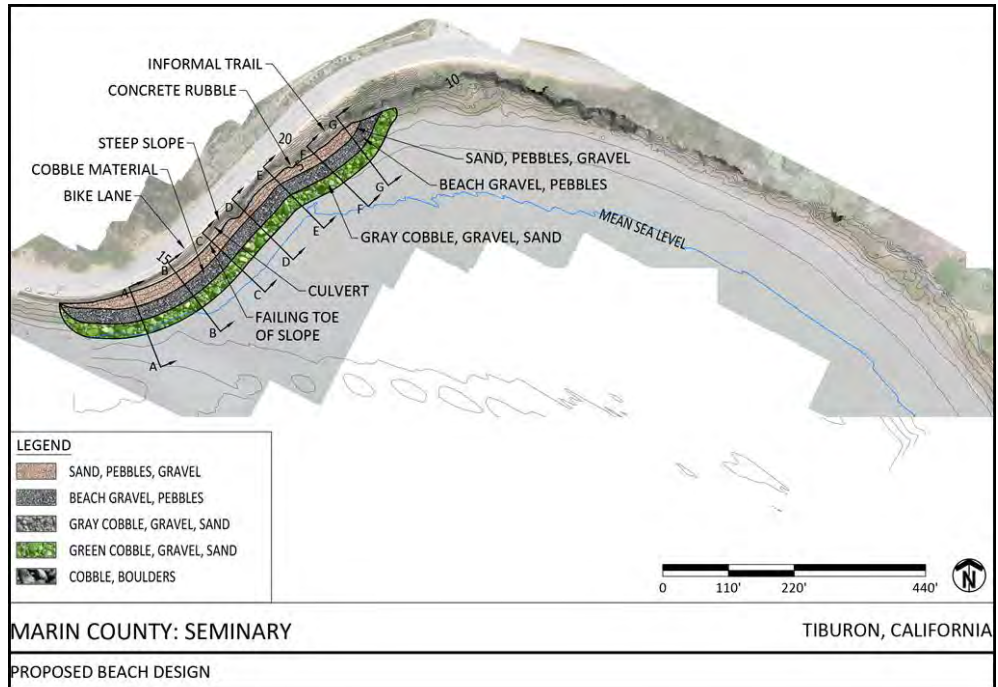 INFORMAL TRAIL
CONCRETE RUBBLE
STEEP SLOPE
COBBLE MATERIAL
BIKE LANE
10
20
15
SAND, PEBBLES, GRAVEL
BEACH GRAVEL, PEBBLES
GRAY COBBLE, GRAVEL, SAND
MEAN SEA LEVEL
CULVERT
FAILING TOE
OF SLOPE
A
A
B
B
C
C
D
D
E
E
F
F
G
G
LEGEND
SAND, PEBBLES, GRAVEL
BEACH GRAVEL, PEBBLES
GRAY COBBLE, GRAVEL, SAND
GREEN COBBLE, GRAVEL, SAND
COBBLE, BOULDERS
0 110' 220' 440'
N
MARIN COUNTY: SEMINARY
TIBURON, CALIFORNIA
PROPOSED BEACH DESIGN